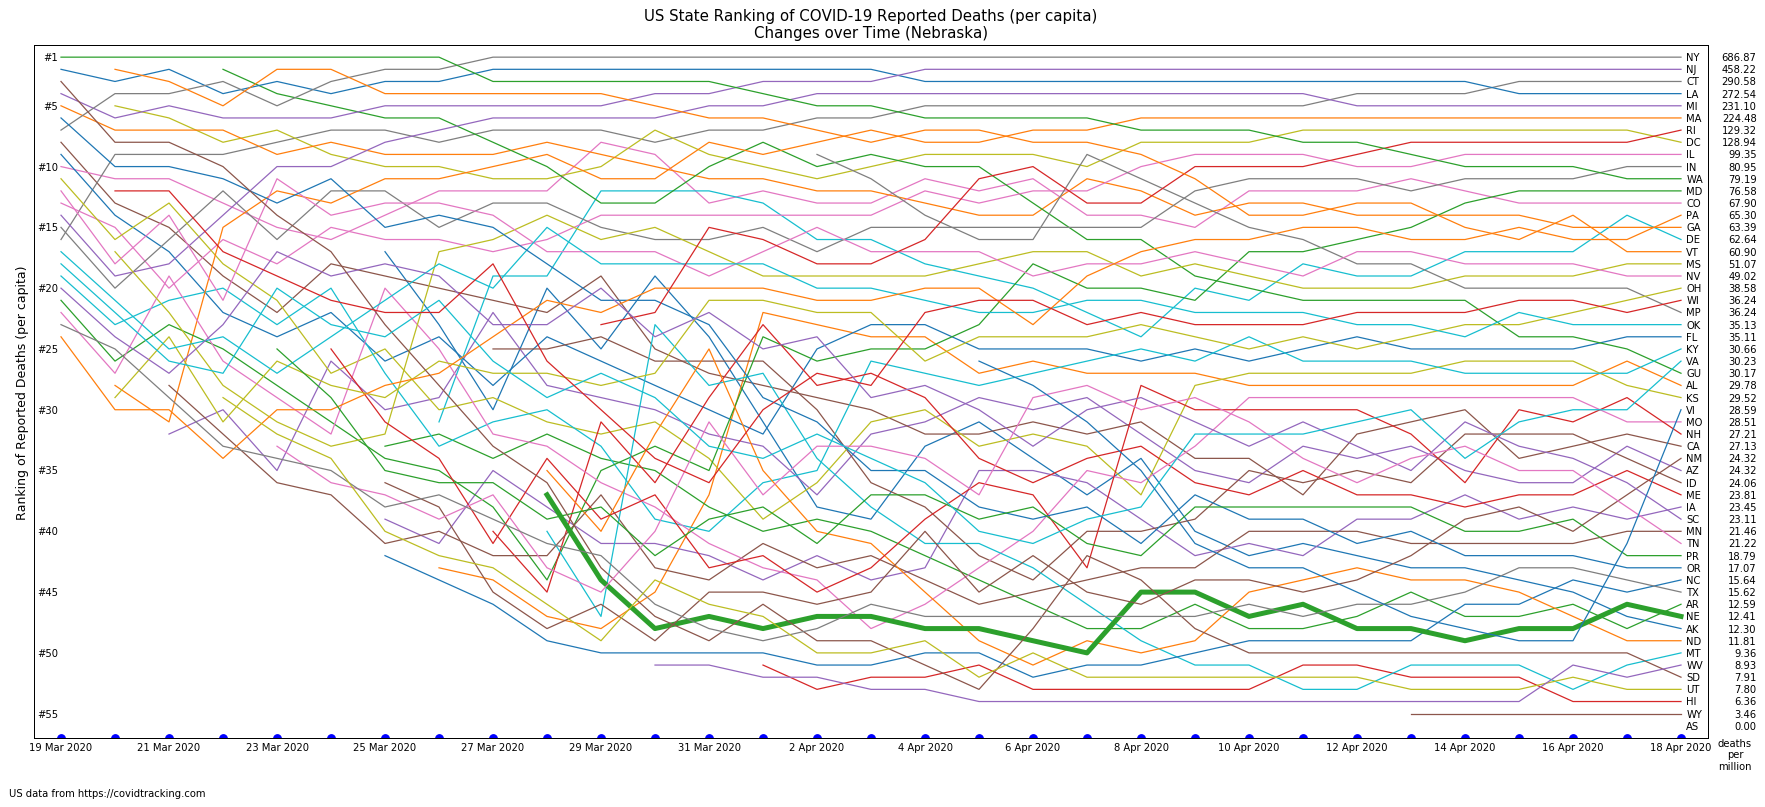 US State Ranking of COVID-19 Reported Deaths (per capita)
Changes over Time (Nebraska)
Ranking of Reported Deaths (per capita)
#1
#5
#10
#15
#20
#25
#30
#35
#40
#45
#50
#55
NY 686.87
NJ 458.22
CT 290.58
LA 272.54
MI 231.10
MA 224.48
RI 129.32
DC 128.94
IL 99.35
IN 80.95
WA 79.19
MD 76.58
CO 67.90
PA 65.30
GA 63.39
DE 62.64
VT 60.90
MS 51.07
NV 49.02
OH 38.58
WI 36.24
MP 36.24
OK 35.13
FL 35.11
KY 30.66
VA 30.23
GU 30.17
AL 29.78
KS 29.52
VI 28.59
MO 28.51
NH 27.21
CA 27.13
NM 24.32
AZ 24.32
ID 24.06
ME 23.81
IA 23.45
SC 23.11
MN 21.46
TN 21.22
PR 18.79
OR 17.07
NC 15.64
TX 15.62
AR 12.59
NE 12.41
AK 12.30
ND 11.81
MT 9.36
WV 8.93
SD 7.91
UT 7.80
HI 6.36
WY 3.46
AS 0.00
19 Mar 2020 21 Mar 2020 23 Mar 2020 25 Mar 2020 27 Mar 2020 29 Mar 2020 31 Mar 2020 2 Apr 2020 4 Apr 2020 6 Apr 2020 8 Apr 2020 10 Apr 2020 12 Apr 2020 14 Apr 2020 16 Apr 2020 18 Apr 2020
deaths
per
million
US data from https://covidtracking.com